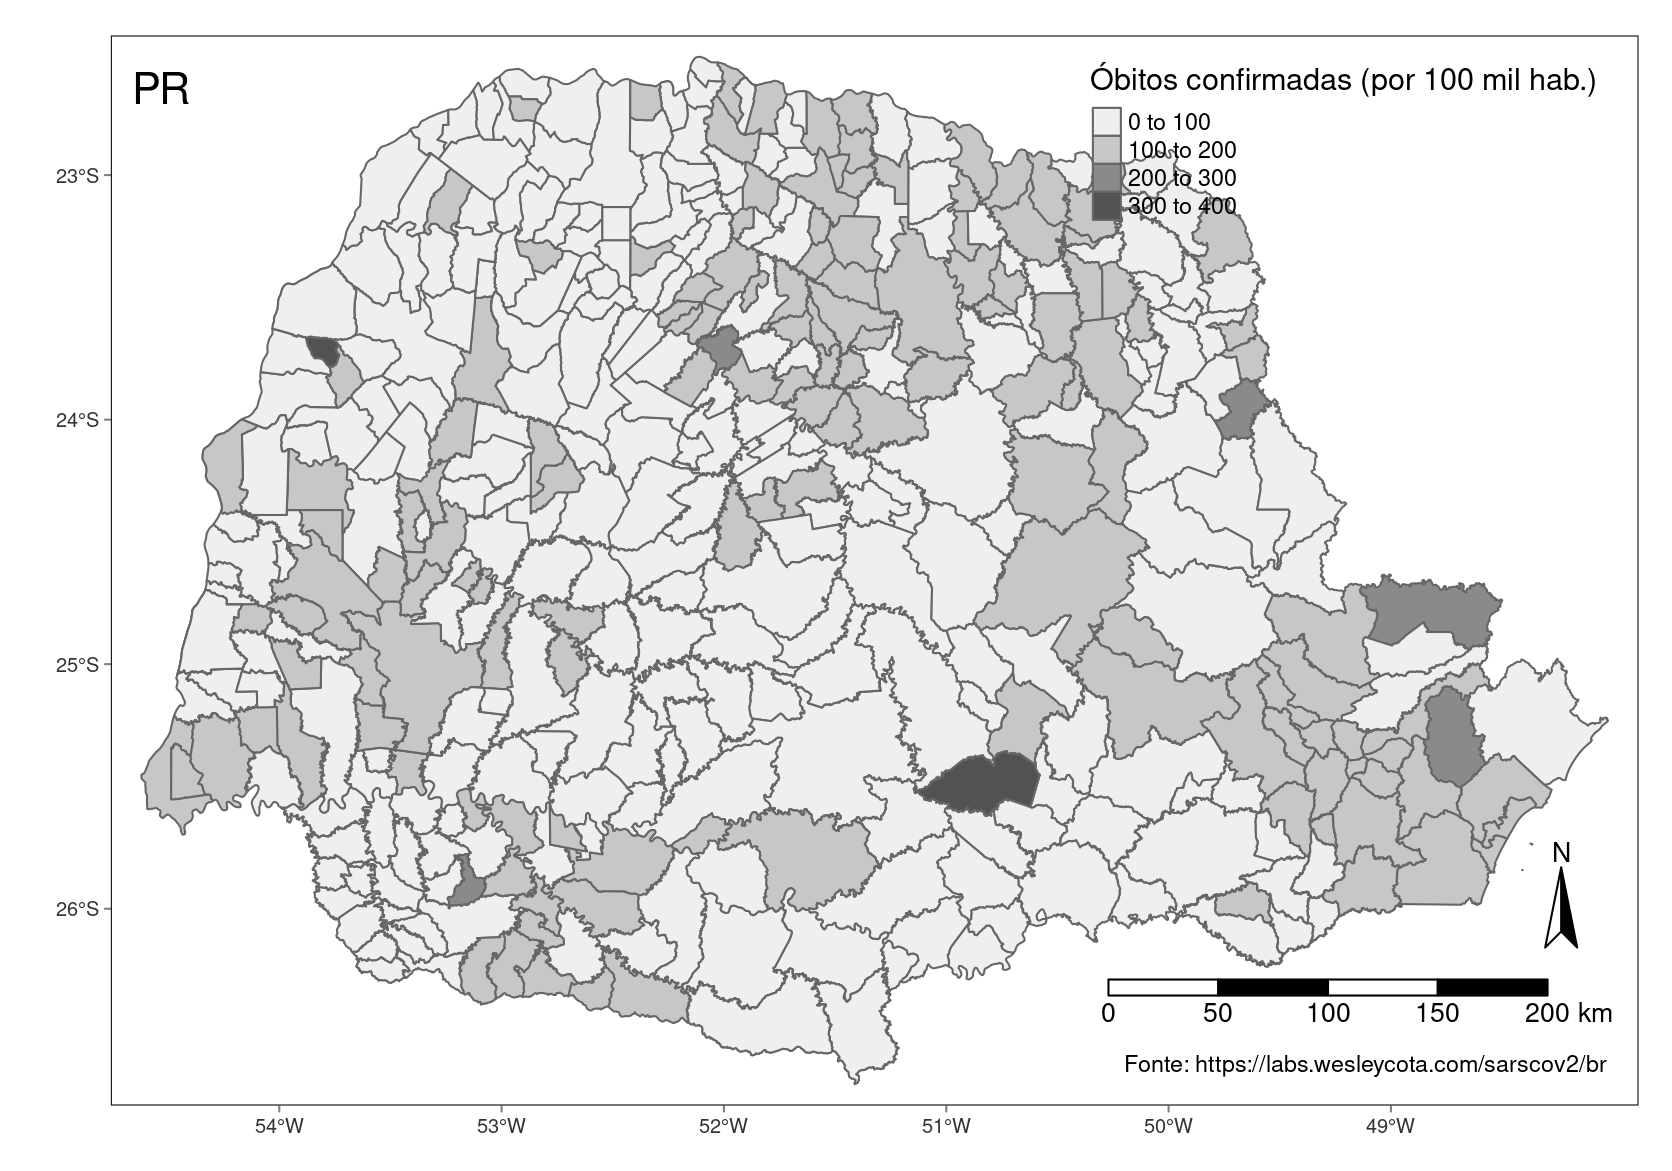 PR
Óbitos confirmadas (por 100 mil hab.)
0 to 100
100 to 200
200 to 300
300 to 400
23°S
24°S
25°S
26°S
N
0 50 100 150 200 km
Fonte: https://labs.wesleycota.com/sarscov2/br
54°W 53°W 52°W 51°W 50°W 49°W